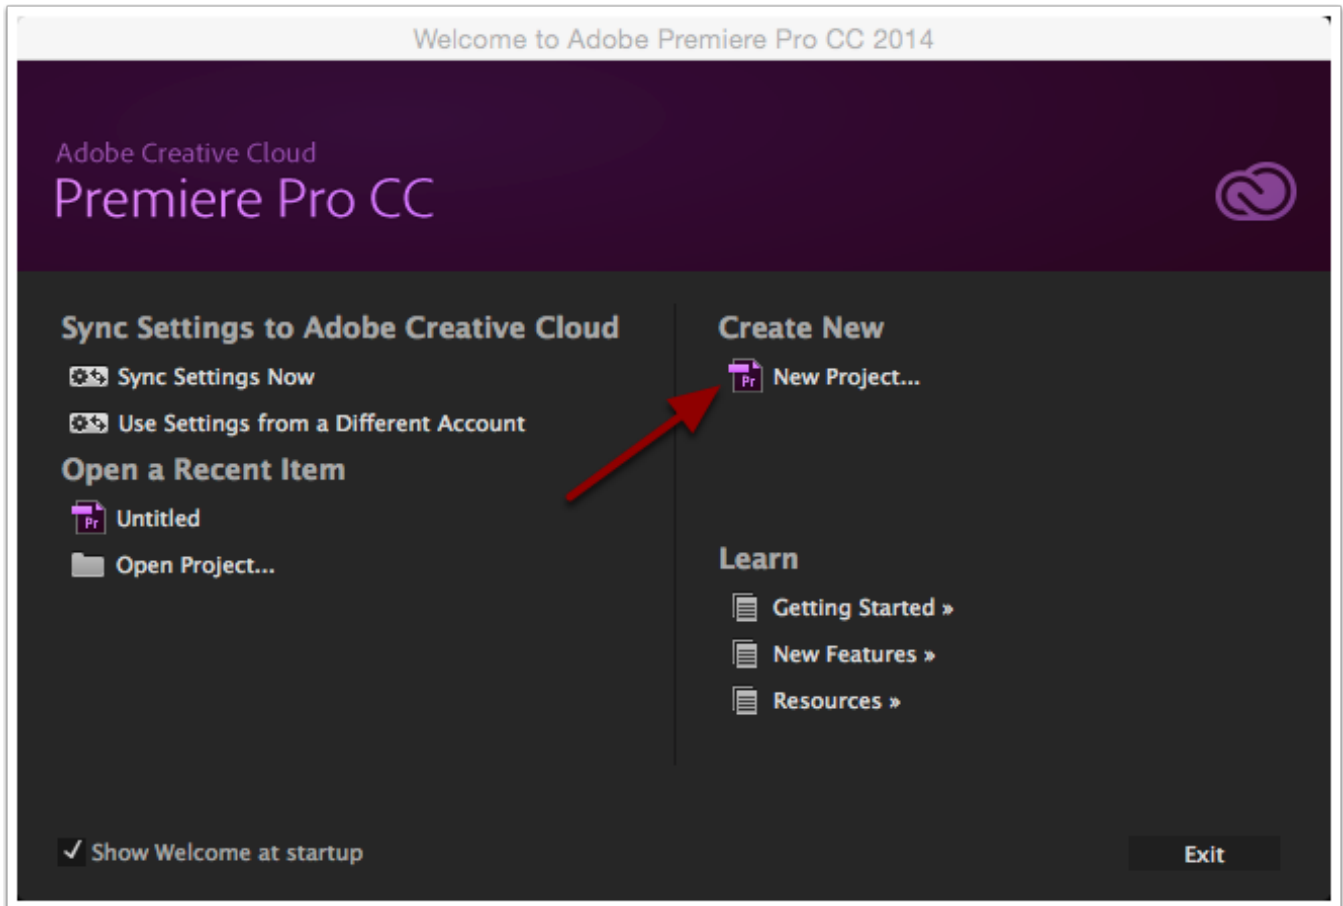 Welcome to Adobe Premiere Pro CC 2014
Adobe Creative Cloud
Premiere Pro CC
Sync Settings to Adobe Creative Cloud
Sync Settings Now
Use Settings from a Different Account
Open a Recent Item
Pr Untitled
Open Project...
Create New
Pr New Project...
Learn
Getting Started »
New Features »
Resources »
Show Welcome at startup
Exit